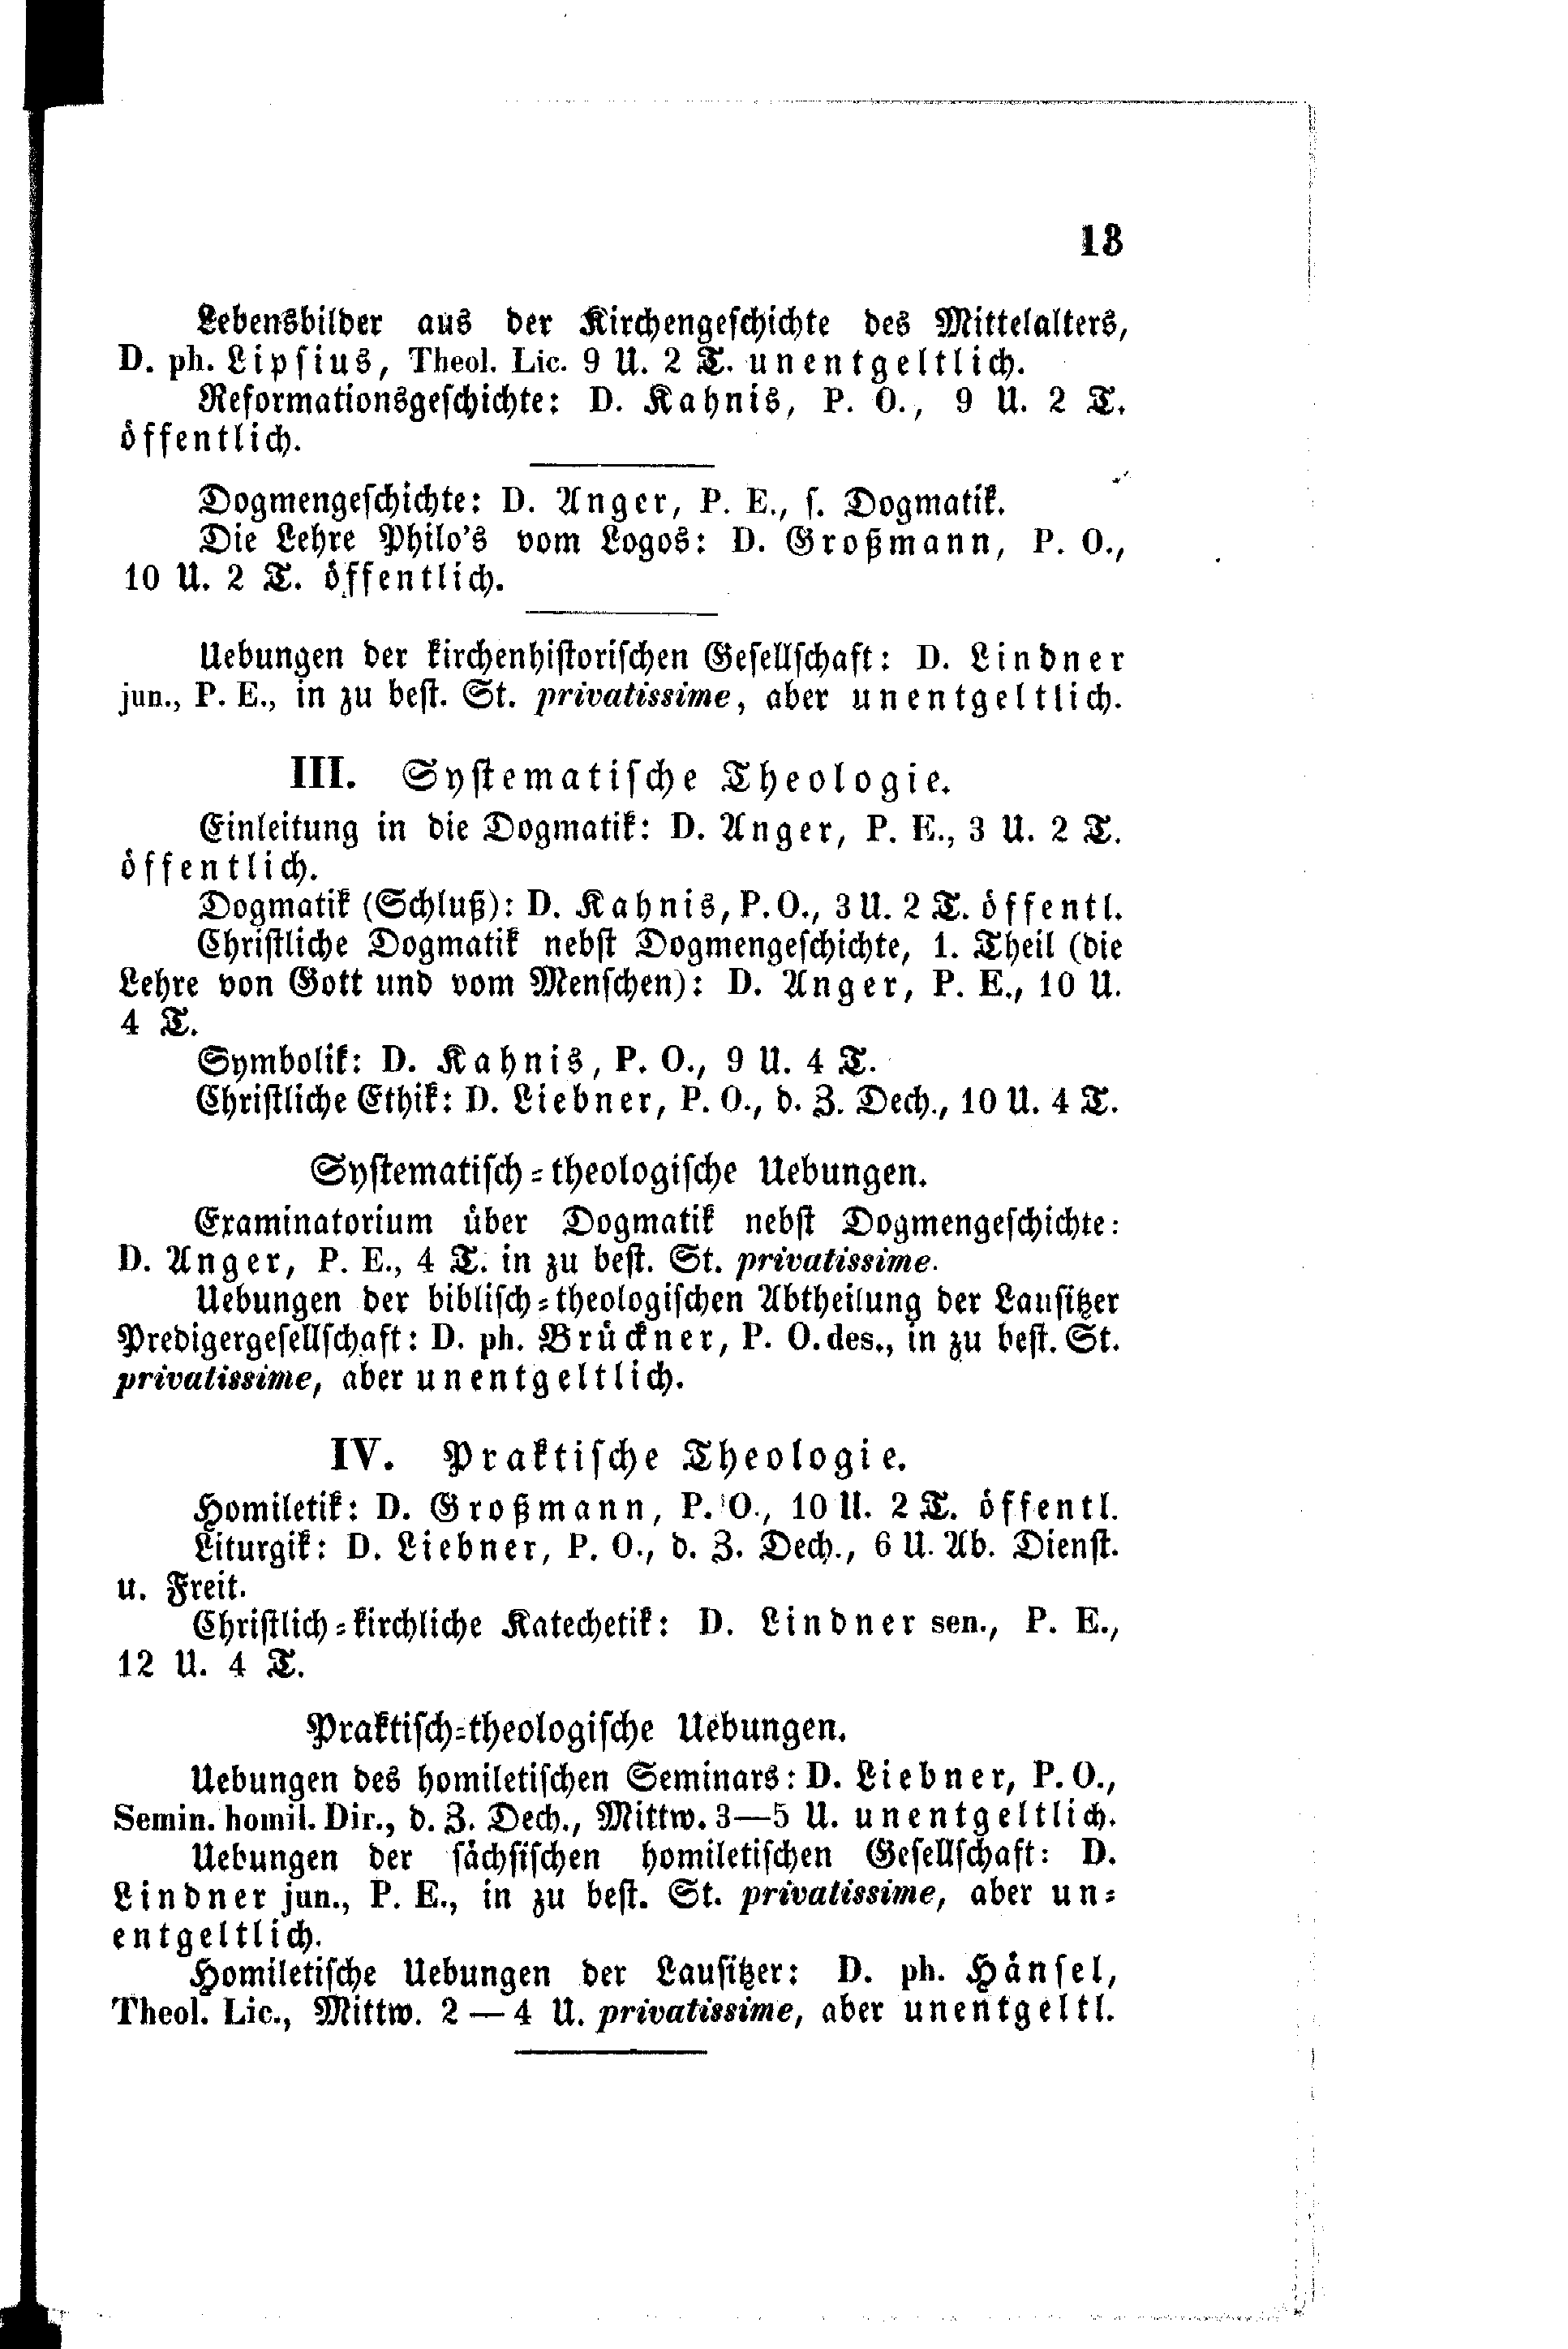 13
Lebensbilder aus der Kirchengeschichte des Mittelalters,
D. ph. Lipsius, Theol. Lic. 9 U. 2 T. unentgeltlich.
Reformationsgeschichte: D. Kahnis, P. O., 9 U. 2 T.
öffentlich.
Dogmengeschichte: D. Anger, P. E., s. Dogmatik.
Die Lehre Philo's vom Logos: D. Großmann, P. O.,
10 U. 2 T. öffentlich.
Uebungen der kirchenhistorischen Gesellschaft: D. Lindner
jun., P. E., in zu best. St. privatissime, aber unentgeltlich.
III. Systematische Theologie.
Einleitung in die Dogmatik: D. Anger, P. E., 3 U. 2 T.
öffentlich.
Dogmatik (Schluß): D. Kahnis, P. O., 3 U. 2 T. öffentl.
Christliche Dogmatik nebst Dogmengeschichte, 1. Theil (die
Lehre von Gott und vom Menschen): D. Anger, P. E., 10 U.
4 T.
Symbolik: D. Kahnis, P. O., 9 U. 4 T.
Christliche Ethik: D. Liebner, P. O., d. Z. Dech., 10 U. 4 T.
Systematisch-theologische Uebungen.
Examinatorium über Dogmatik nebst Dogmengeschichte:
D. Anger, P. E., 4 T. in zu best. St. privatissime.
Uebungen der biblisch-theologischen Abtheilung der Lausitzer
Predigergesellschaft: D. ph. Brückner, P. O. des., in zu best. St.
privatissime, aber unentgeltlich.
IV. Praktische Theologie.
Homiletik: D. Großmann, P. O., 10 U. 2 T. öffentl.
Liturgik: D. Liebner, P. O., d. Z. Dech., 6 U. Ab. Dienst.
u. Freit.
Christlich-kirchliche Katechetik: D. Lindner sen., P. E.,
12 U. 4 T.
Praktisch-theologische Uebungen.
Uebungen des homiletischen Seminars: D. Liebner, P. O.,
Semin. homil. Dir., d. Z. Dech., Mittw. 3—5 U. unentgeltlich.
Uebungen der sächsischen homiletischen Gesellschaft: D.
Lindner jun., P. E., in zu best. St. privatissime, aber un-
entgeltlich.
Homiletische Uebungen der Lausitzer: D. ph. Hänsel,
Theol. Lic., Mittw. 2—4 U. privatissime, aber unentgeltl.